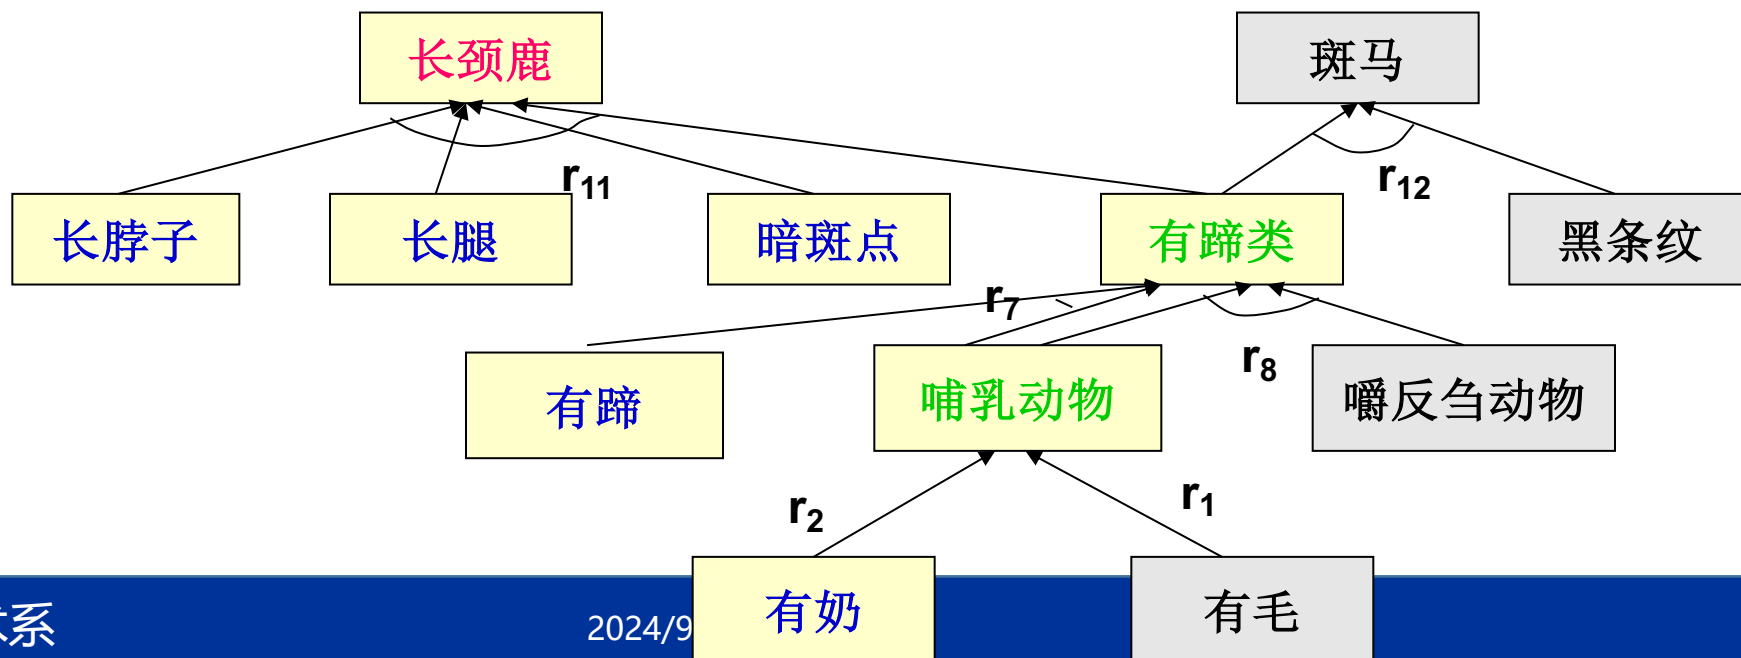 长颈鹿
斑马
r11
r12
长脖子
长腿
暗斑点
有蹄类
黑条纹
r7
r8
有蹄
哺乳动物
嚼反刍动物
r2
r1
有奶
有毛
系
2024/9